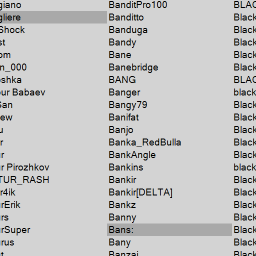 giano BanditPro100 BLAC
gliere Banditto Black
Shock Banduga Black
st Bandy Black
om Bane Black
n_000 Banebridge Black
eshka BANG BLAC
ur Babaev Banger black
San Bangy79 Black
ew Banifat Black
u Banjo Black
r Banka_RedBulla Black
r BankAngle Black
r Pirozhkov Bankins black
TUR_RASH Bankir Black
r4ik Bankir[DELTA] Black
rErik Bankz Black
rs Banny Black
rSuper Bans: Black
rus Bany Black
t Banzai Black